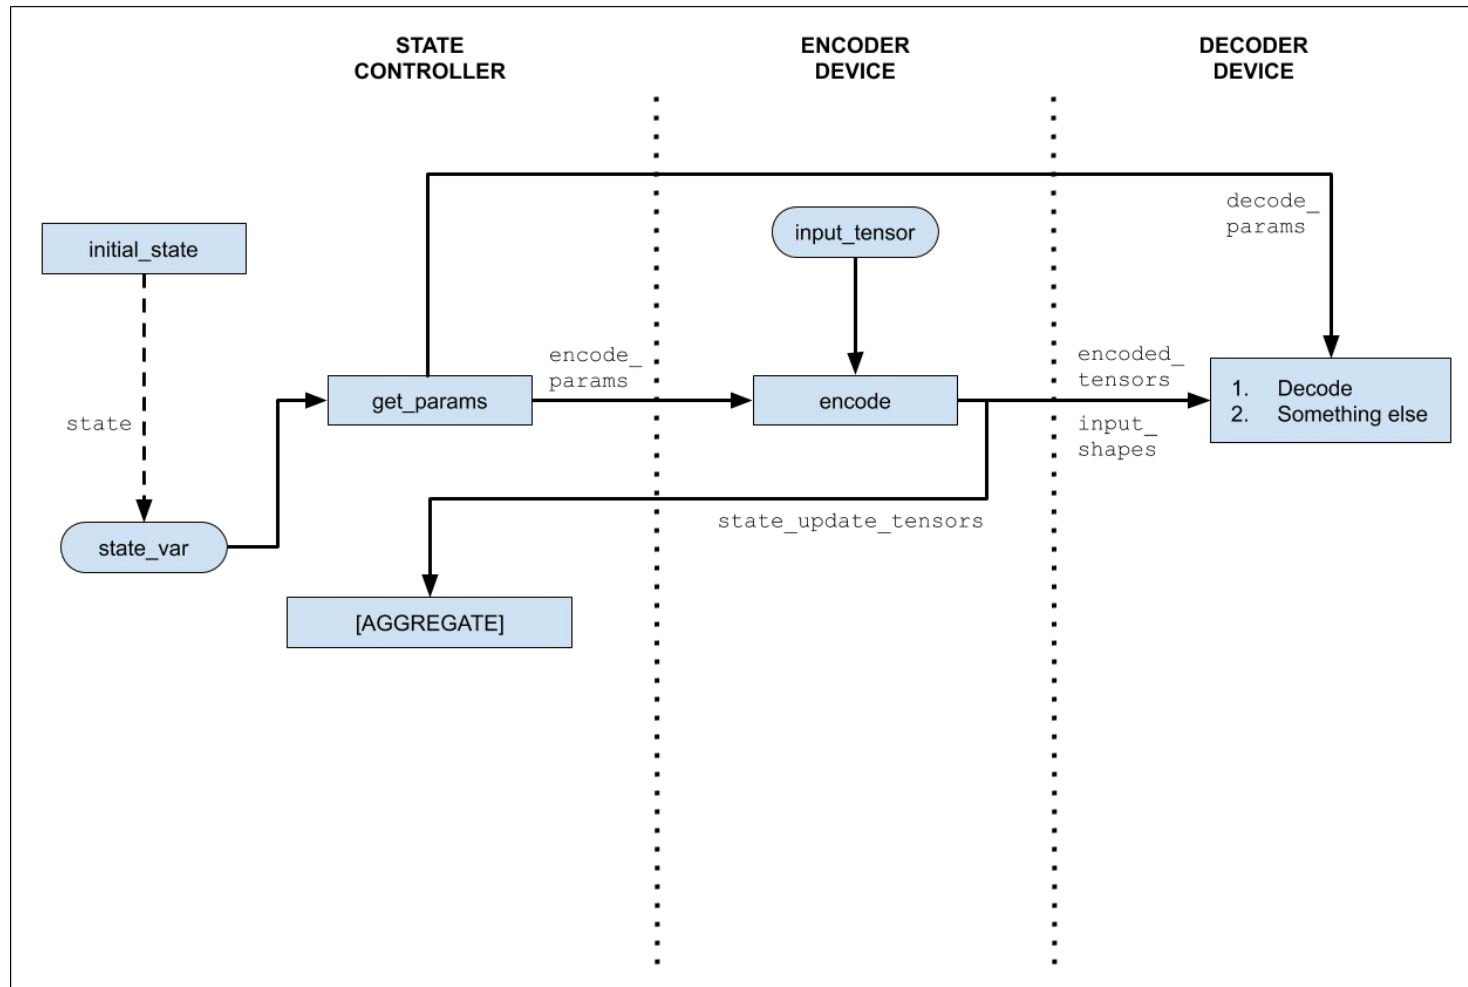 STATE
CONTROLLER
ENCODER
DEVICE
DECODER
DEVICE
decode_
params
input_tensor
initial_state
encode_
params
encoded_
tensors
get_params
encode
1. Decode
2. Something else
state
input_
shapes
state_update_tensors
state_var
[AGGREGATE]